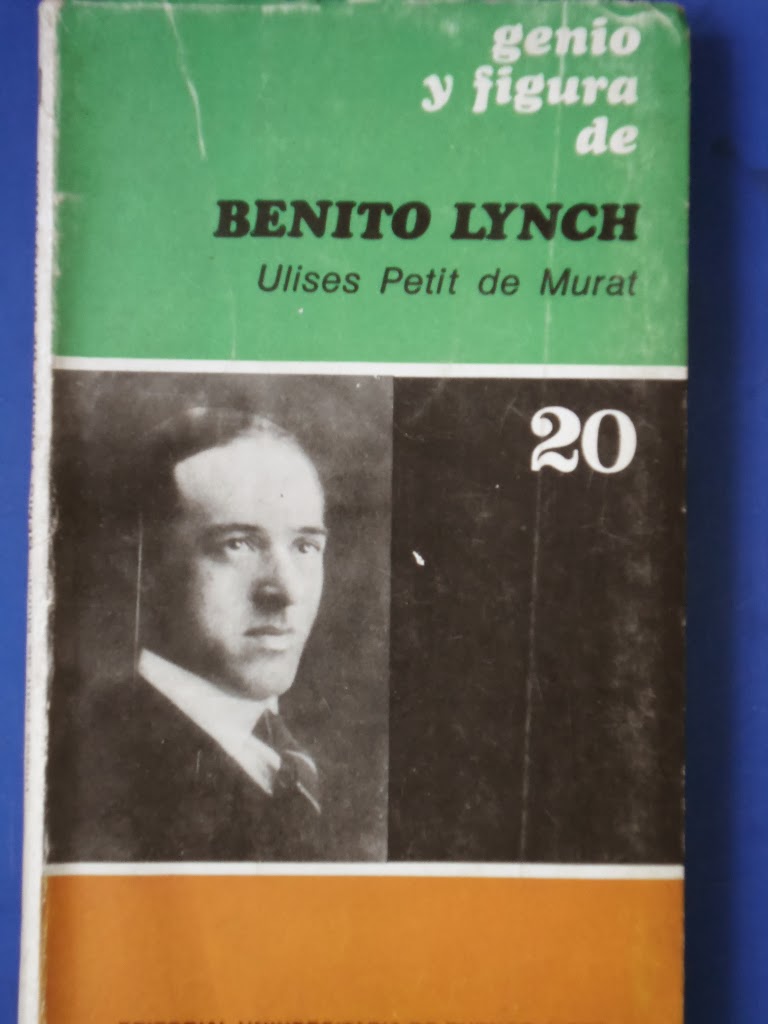 genio
y figura
de
BENITO LYNCH
Ulises Petit de Murat
20